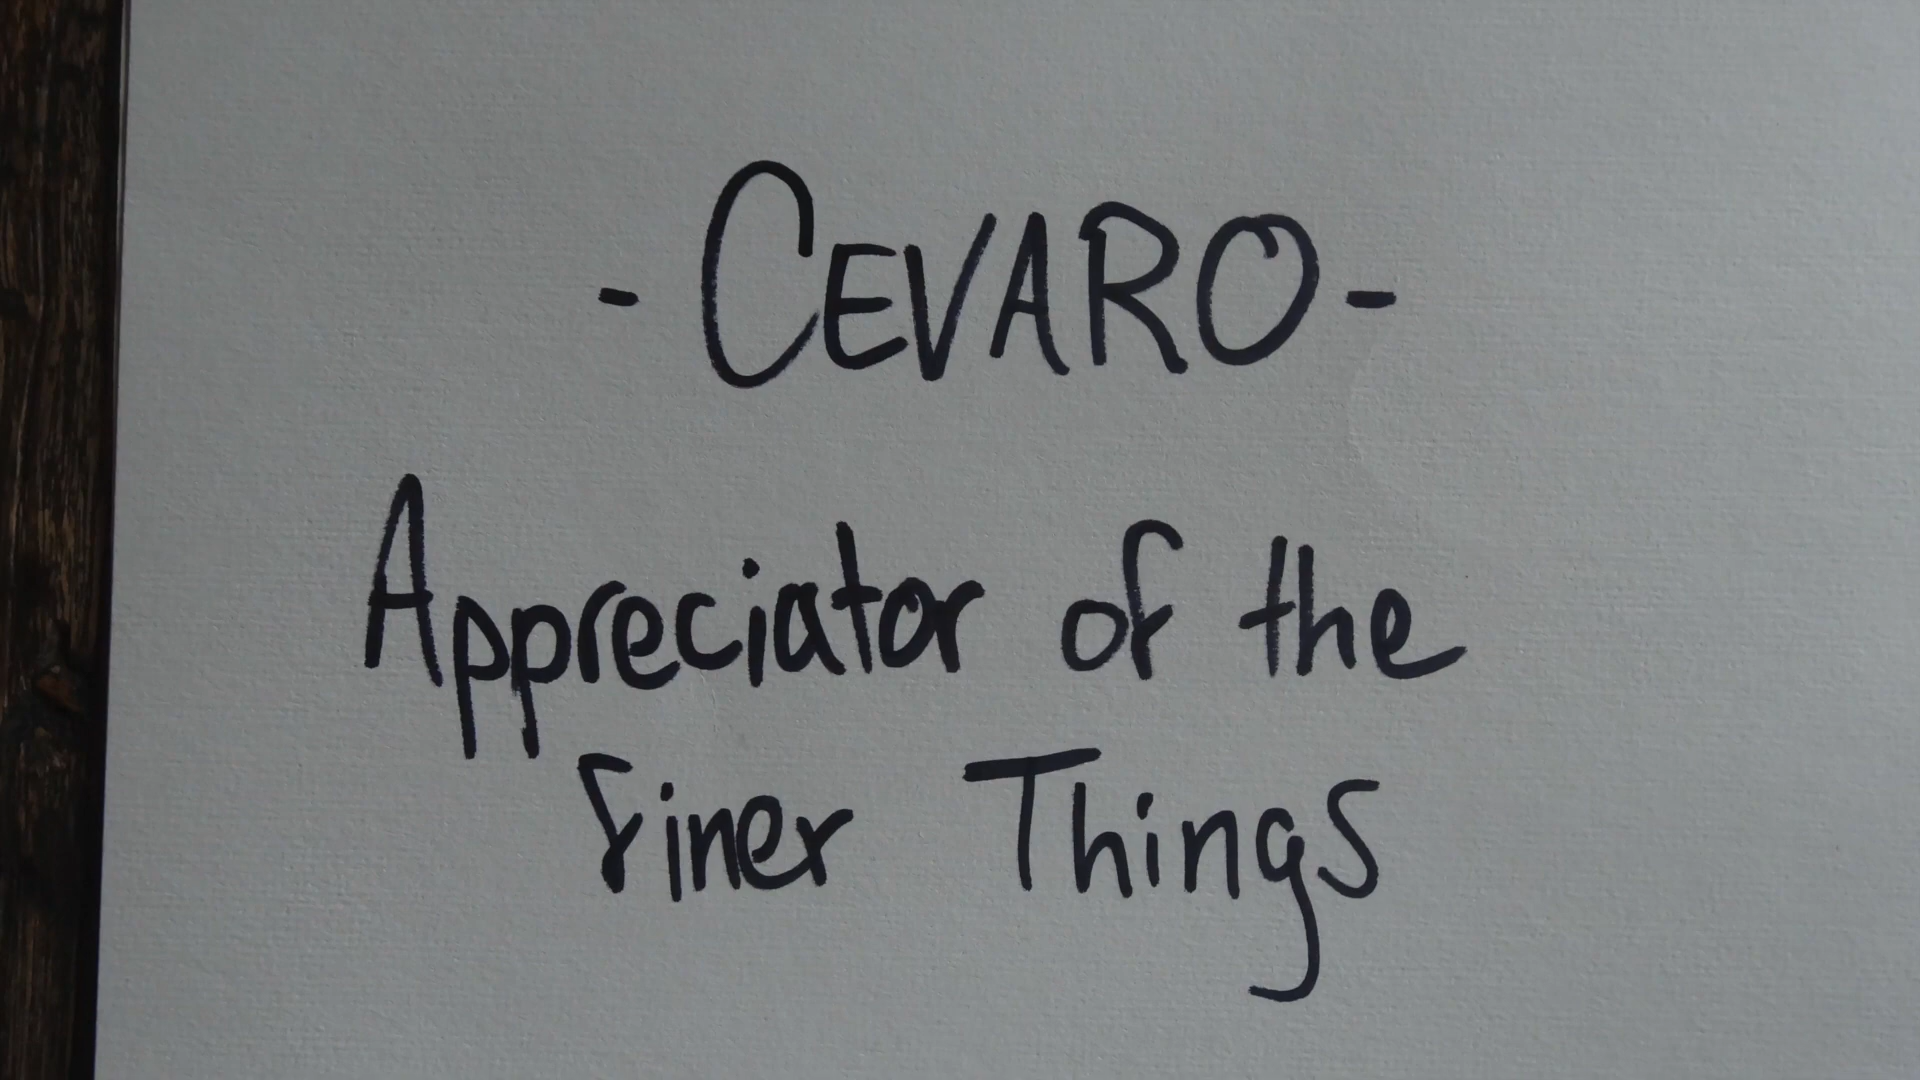 - CEVARO -
Appreciator of the
finer Things